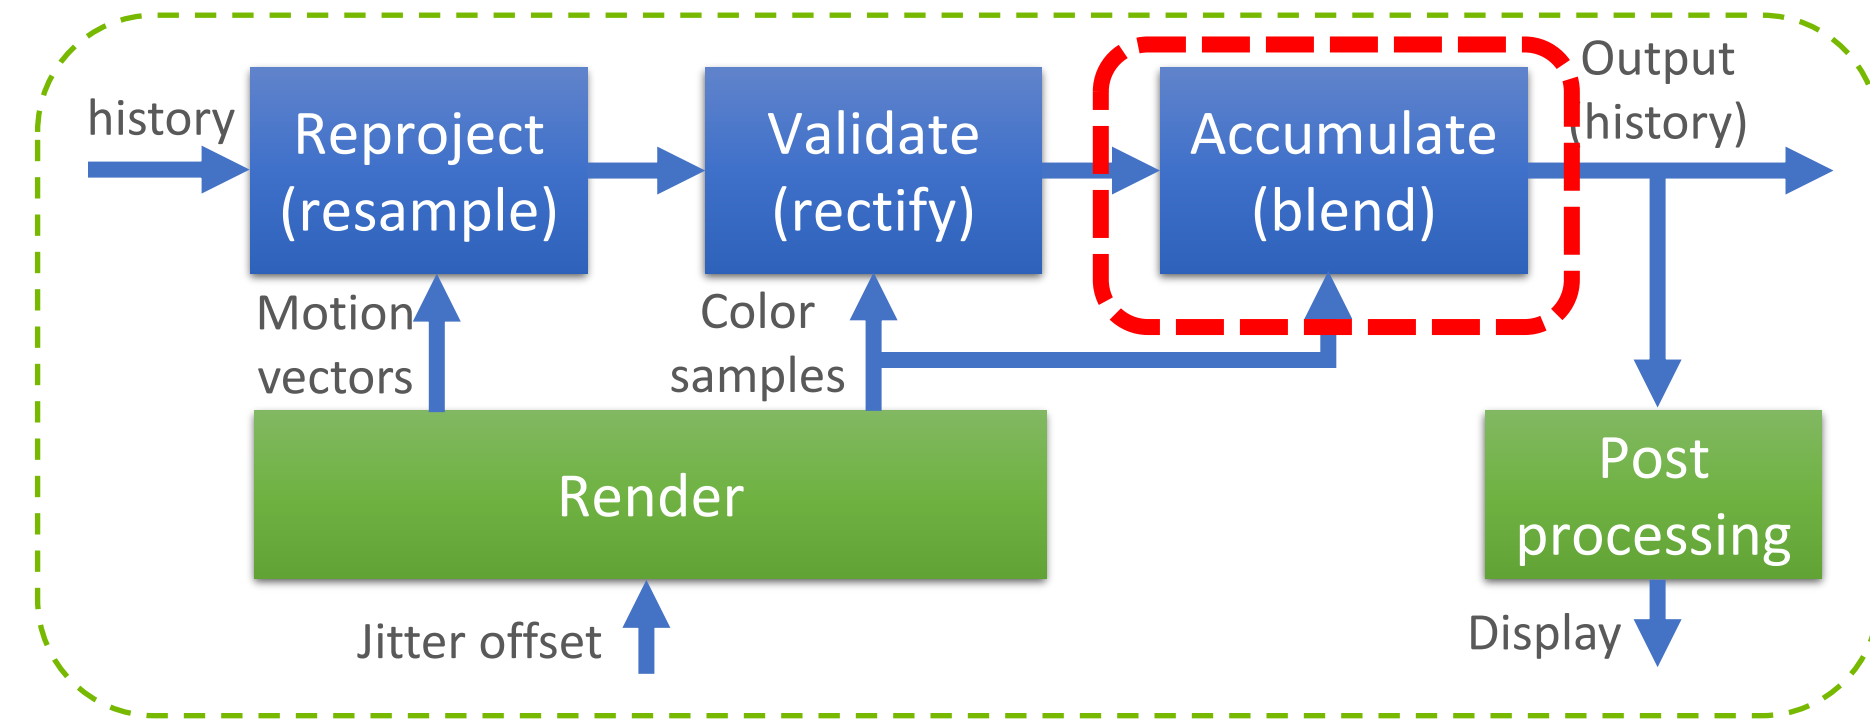 history
Reproject
(resample)
Validate
(rectify)
Accumulate
(blend)
Output
(history)
Motion
vectors
Color
samples
Render
Post
processing
Jitter offset
Display